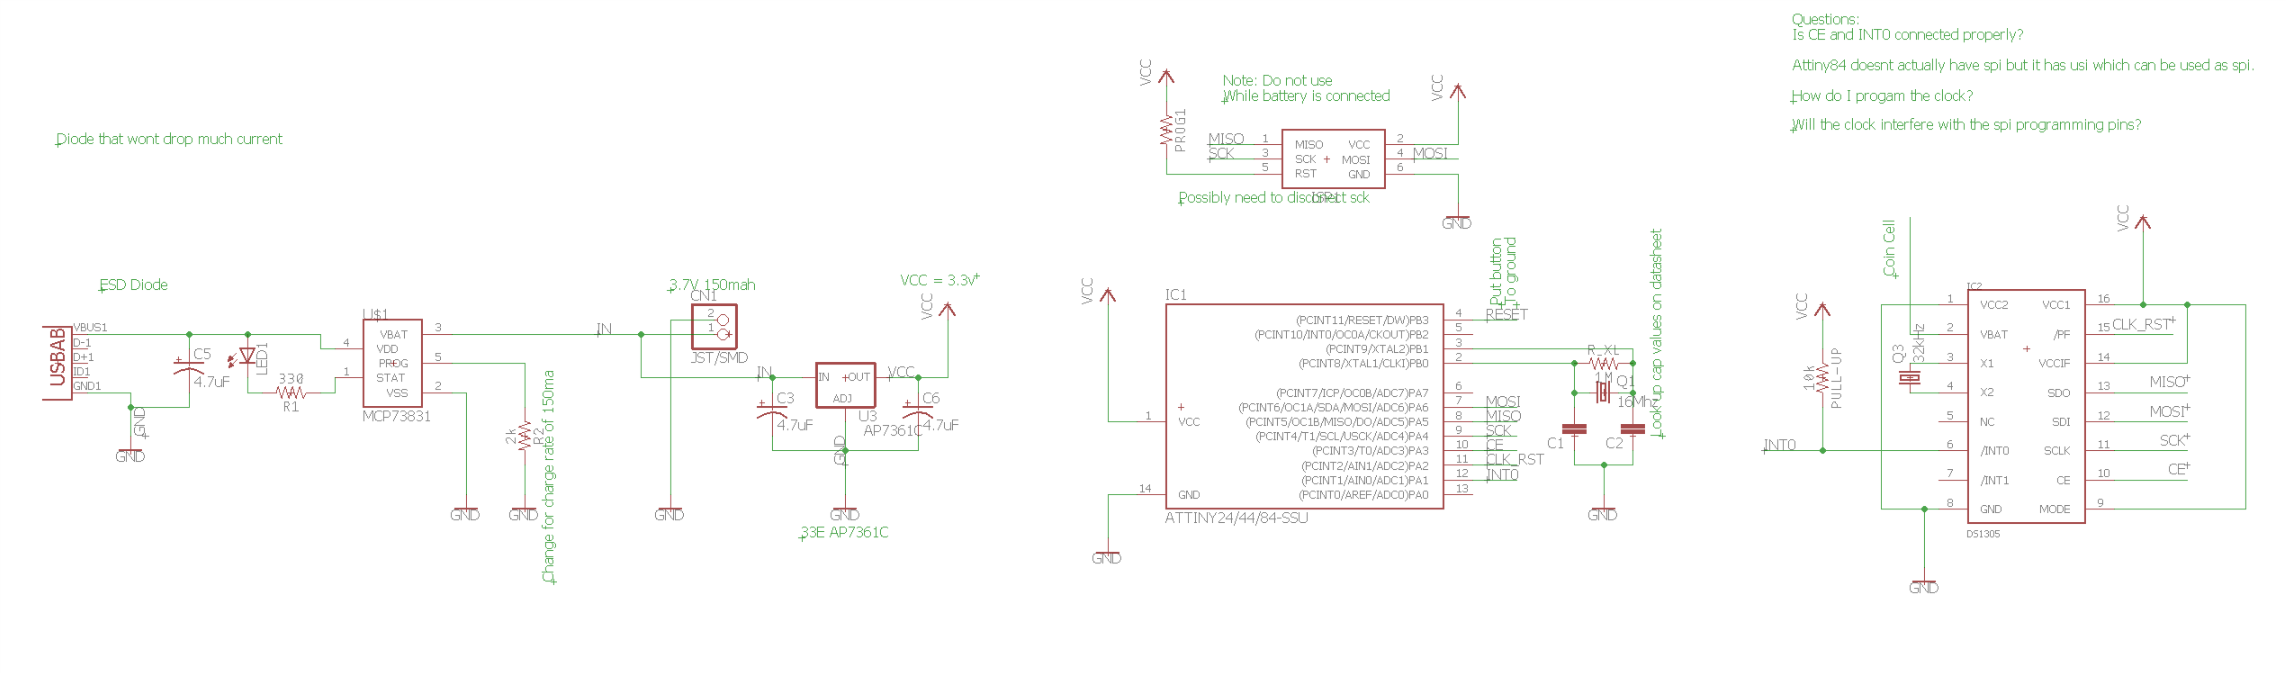 Questions:
Is CE and INT0 connected properly?
Attiny84 doesnt actually have spi but it has usi which can be used as spi.
How do I progam the clock?
Will the clock interfere with the spi programming pins?
Diode that wont drop much current
ESD Diode
USBAB
VBUS1
D-1
D+1
ID1
GND1
GND
GND
C5
4.7uF
LED1
330
R1
U$1
VBAT
VDD
PROG
STAT
VSS
4
1
3
5
2
MCP73831
GND
2k
R2
GND
Change for charge rate of 150ma
IN
3.7V 150mah
CN1
2
1
JST/SMD
GND
IN
C3
4.7uF
IN
OUT
ADJ
U3
AP7361C
VCC
C6
4.7uF
VCC = 3.3v
VCC
GND
GND
33E AP7361C
VCC
PROG1
Note: Do not use
While battery is connected
VCC
MISO
SCK
1
3
5
MISO
SCK
RST
VCC
MOSI
GND
2
4
6
MOSI
Possibly need to disconnect sck
GND
VCC
IC1
1
VCC
14
GND
GND
(PCINT11/RESET/DW)PB3
(PCINT10/INT0/OC0A/CKOUT)PB2
(PCINT9/XTAL2)PB1
(PCINT8/XTAL1/CLKI)PB0
(PCINT7/ICP/OC0B/ADC7)PA7
(PCINT6/OC1A/SDA/MOSI/ADC6)PA6
(PCINT5/OC1B/MISO/DO/ADC5)PA5
(PCINT4/T1/SCL/USCK/ADC4)PA4
(PCINT3/T0/ADC3)PA3
(PCINT2/AIN1/ADC2)PA2
(PCINT1/AIN0/ADC1)PA1
(PCINT0/AREF/ADC0)PA0
4
5
3
2
6
7
8
9
10
11
12
13
RESET
MOSI
MISO
SCK
CE
CLK_RST
INT0
ATTINY24/44/84-SSU
Put button
To ground
R_XL
1M
Q1
16Mhz
C1
C2
GND
Look up cap values on datasheet
VCC
10k
PULL-UP
INT0
Coin Cell
Q3
32kHz
IC2
1
2
3
4
5
6
7
8
VCC2
VBAT
X1
X2
NC
/INT0
/INT1
GND
VCC1
/PF
VCCIF
SDO
SDI
SCLK
CE
MODE
16
15
14
13
12
11
10
9
DS1305
VCC
CLK_RST
MISO
MOSI
SCK
CE
GND